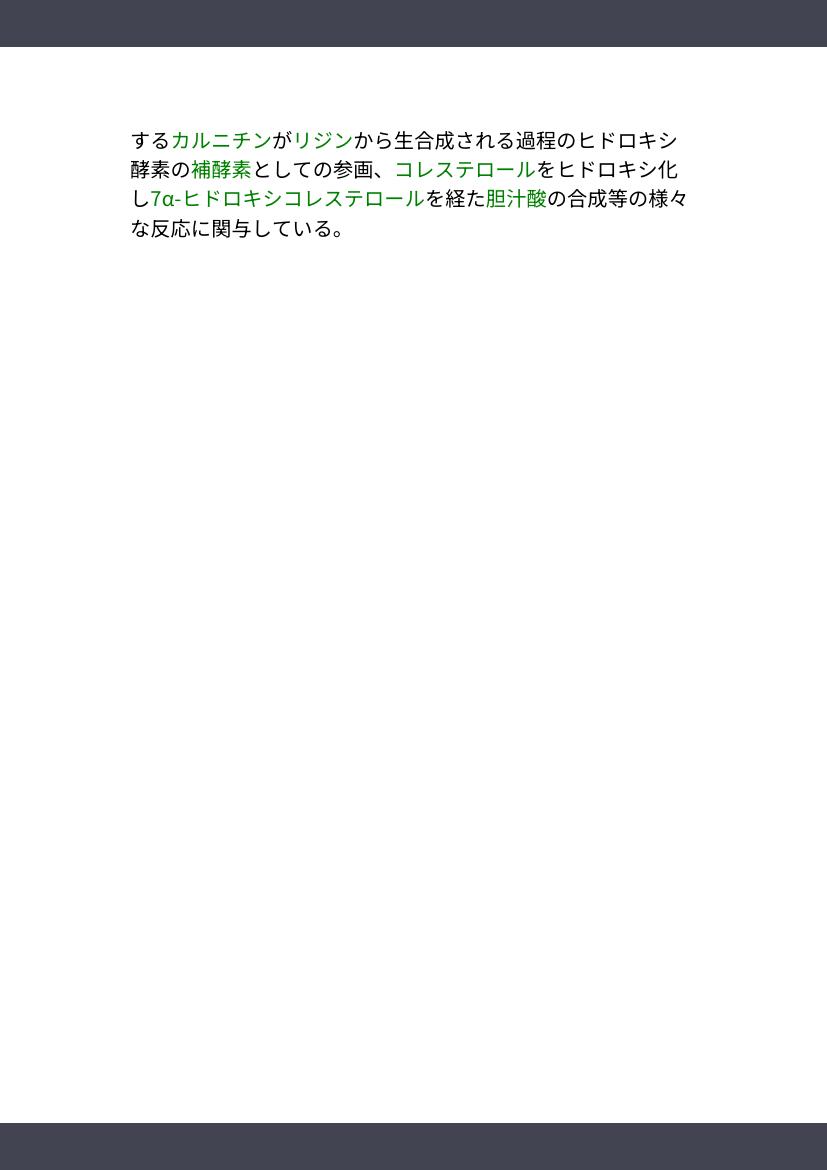 するカルニチンがリジンから生合成される過程のヒドロキシ
酵素の補酵素としての参画、コレステロールをヒドロキシ化
し7α-ヒドロキシコレステロールを経た胆汁酸の合成等の様々
な反応に関与している。